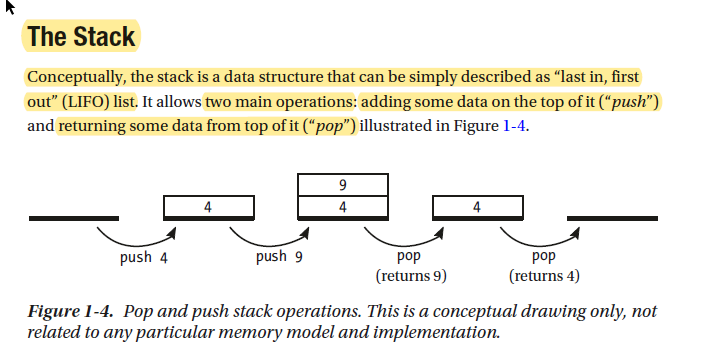 The Stack
Conceptually, the stack is a data structure that can be simply described as “last in, first
out” (LIFO) list. It allows two main operations: adding some data on the top of it (“push”)
and returning some data from top of it (“pop”) illustrated in Figure 1-4.
9
4 4 4
push 4 push 9 pop pop
(returns 9) (returns 4)
Figure 1-4. Pop and push stack operations. This is a conceptual drawing only, not
related to any particular memory model and implementation.